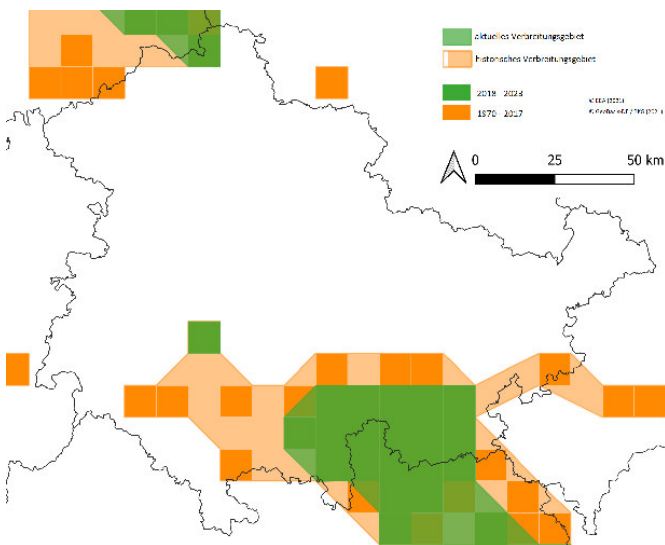 aktuelles Verbreitungsgebiet
historisches Verbreitungsgebiet
2018 - 2023
1970 - 2017
0 25 50 km